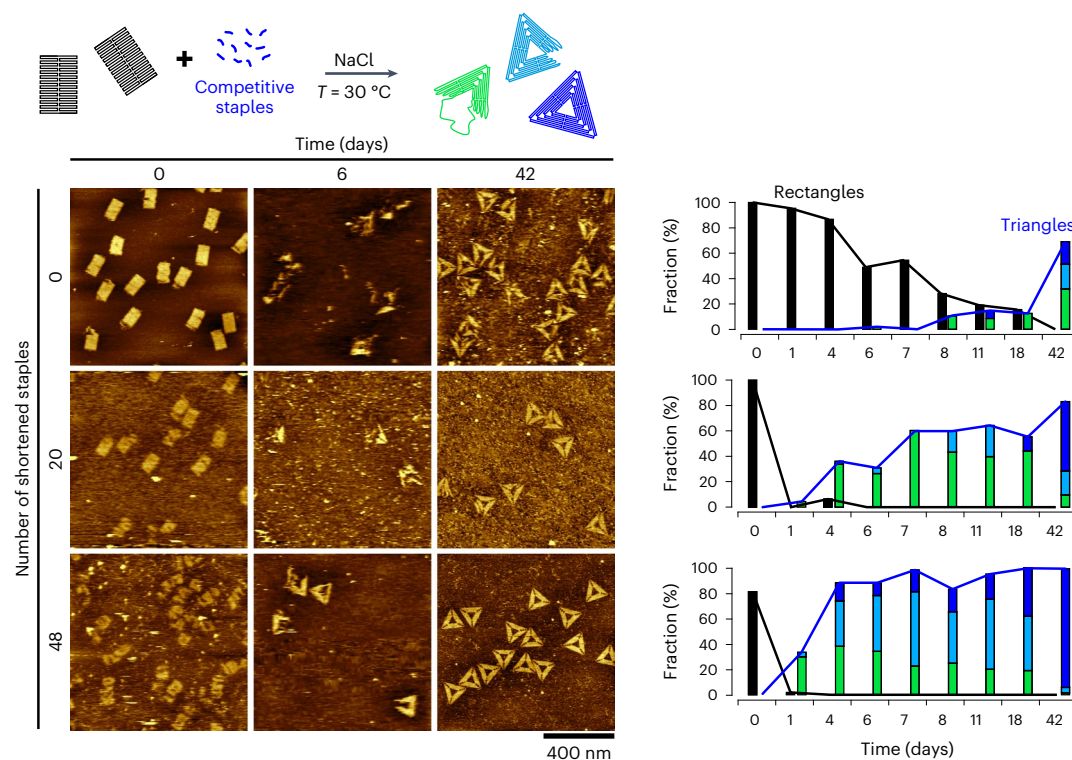 +
Competitive
staples
NaCl
T = 30 °C
Time (days)
0 6 42
Number of shortened staples
0
20
48
400 nm
Rectangles
Triangles
Fraction (%)
100
80
60
40
20
0
0 1 4 6 7 8 11 18 42
Fraction (%)
100
80
60
40
20
0
0 1 4 6 7 8 11 18 42
Fraction (%)
100
80
60
40
20
0
0 1 4 6 7 8 11 18 42
Time (days)